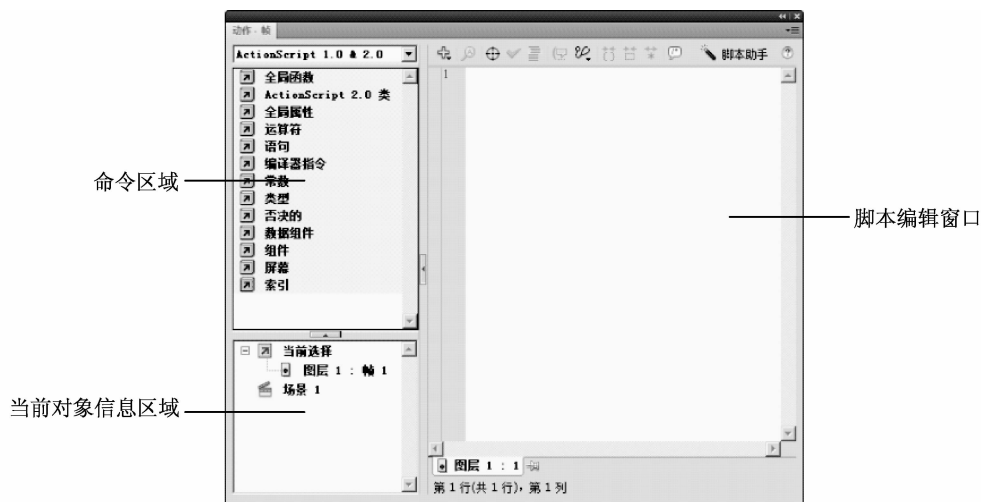 动作 - 帧
ActionScript 1.0 & 2.0
脚本助手
全局函数
ActionScript 2.0 类
全局属性
运算符
语句
编译器指令
常数
类型
否决的
数据组件
组件
屏幕
索引
1
命令区域
脚本编辑窗口
当前选择
图层 1 : 帧 1
场景 1
当前对象信息区域
图层 1 : 1
第 1 行(共 1 行), 第 1 列